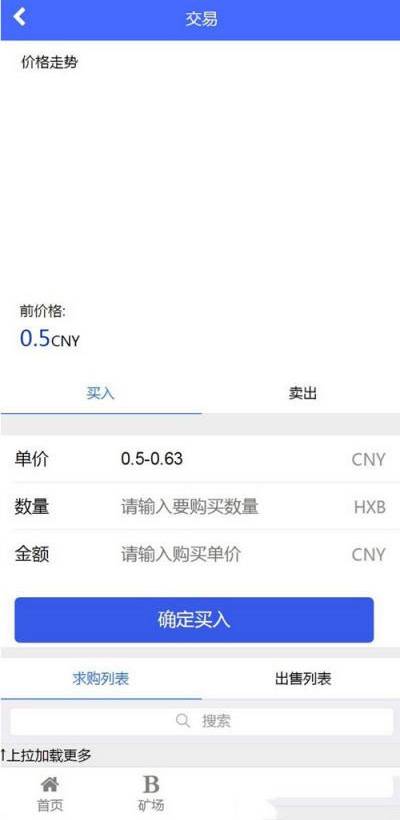 交易
价格走势
前价格:
0.5CNY
买入 卖出
单价 0.5-0.63 CNY
数量 请输入要购买数量 HXB
金额 请输入购买单价 CNY
确定买入
求购列表 出售列表
搜索
↑上拉加载更多
首页 矿场